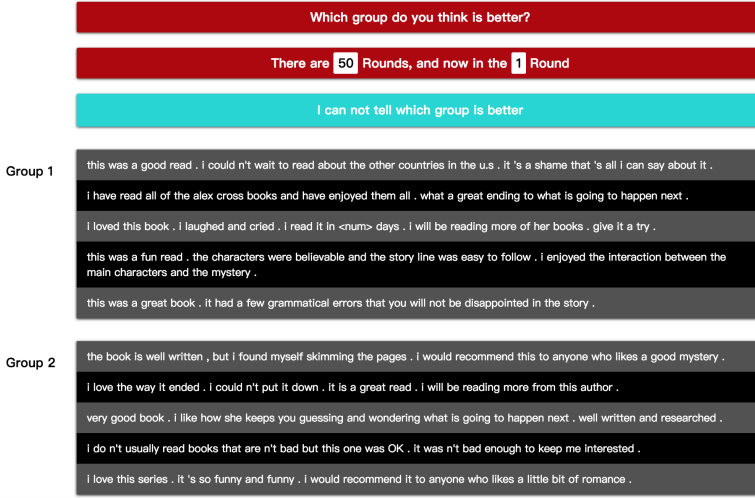 Which group do you think is better?
There are 50 Rounds, and now in the 1 Round
I can not tell which group is better
Group 1
this was a good read . i could n't wait to read about the other countries in the u.s . it 's a shame that 's all i can say about it .
i have read all of the alex cross books and have enjoyed them all . what a great ending to what is going to happen next .
i loved this book . i laughed and cried . i read it in <num> days . i will be reading more of her books . give it a try .
this was a fun read . the characters were believable and the story line was easy to follow . i enjoyed the interaction between the
main characters and the mystery .
this was a great book . it had a few grammatical errors that you will not be disappointed in the story .
Group 2
the book is well written , but i found myself skimming the pages . i would recommend this to anyone who likes a good mystery .
i love the way it ended . i could n't put it down . it is a great read . i will be reading more from this author .
very good book . i like how she keeps you guessing and wondering what is going to happen next . well written and researched .
i do n't usually read books that are n't bad but this one was OK . it was n't bad enough to keep me interested .
i love this series . it 's so funny and funny . i would recommend it to anyone who likes a little bit of romance .